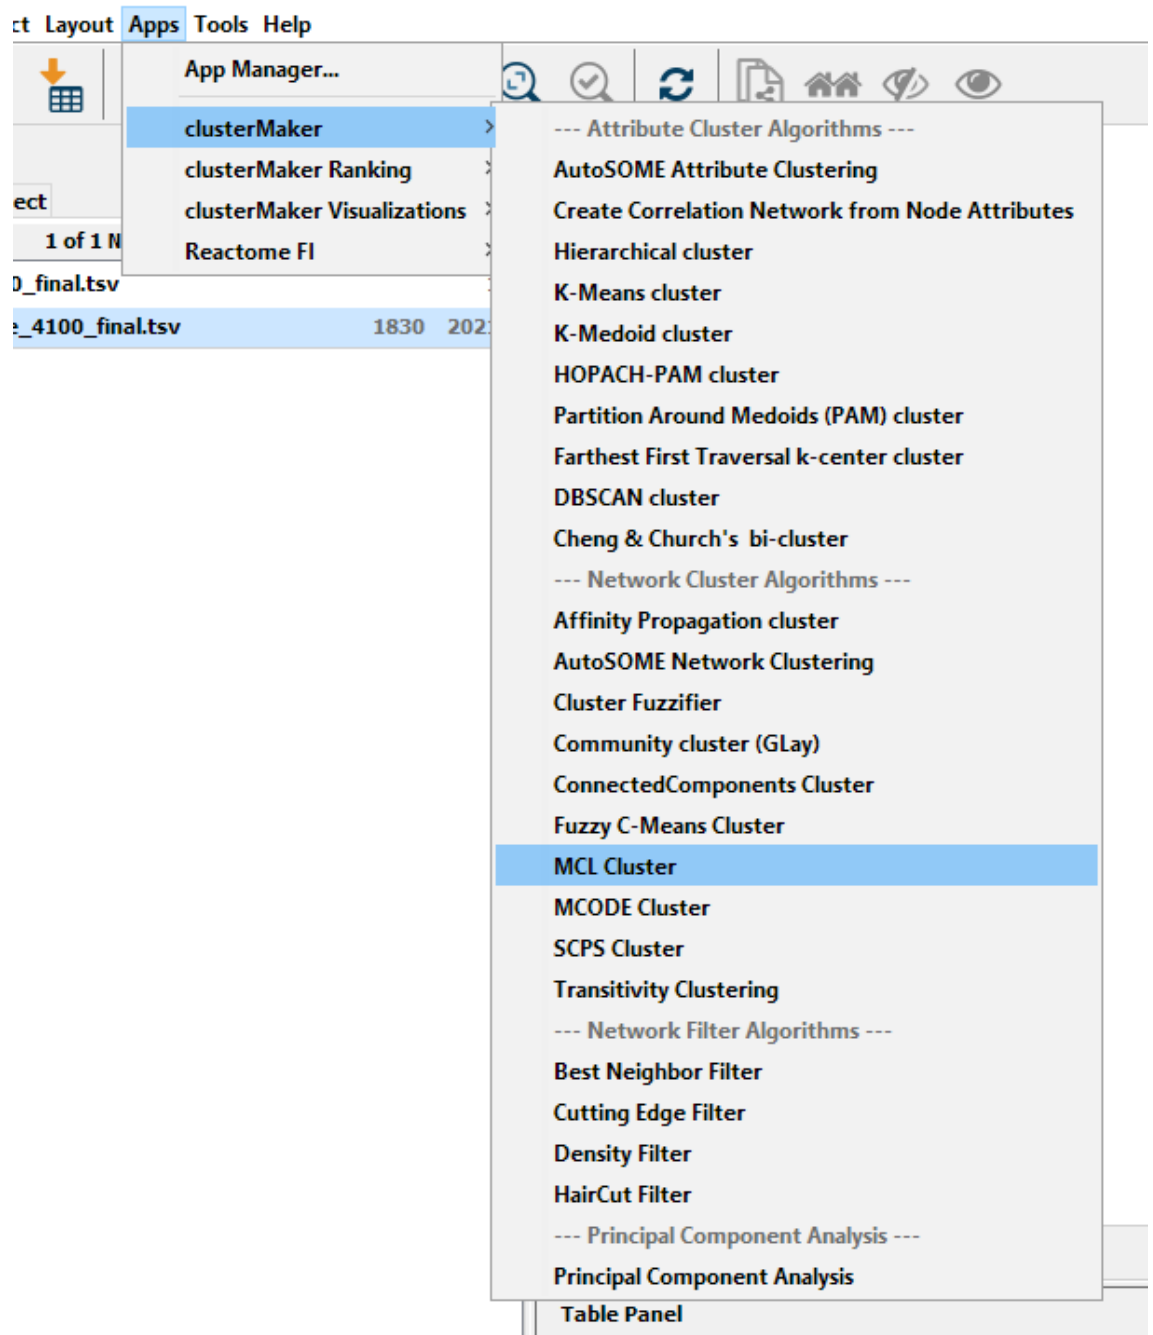 ct Layout Apps Tools Help
App Manager...
clusterMaker
clusterMaker Ranking
clusterMaker Visualizations
Reactome FI
ect
1 of 1 N
0_final.tsv
e_4100_final.tsv 1830 202
--- Attribute Cluster Algorithms ---
AutoSOME Attribute Clustering
Create Correlation Network from Node Attributes
Hierarchical cluster
K-Means cluster
K-Medoid cluster
HOPACH-PAM cluster
Partition Around Medoids (PAM) cluster
Farthest First Traversal k-center cluster
DBSCAN cluster
Cheng & Church's  bi-cluster
--- Network Cluster Algorithms ---
Affinity Propagation cluster
AutoSOME Network Clustering
Cluster Fuzzifier
Community cluster (GLay)
ConnectedComponents Cluster
Fuzzy C-Means Cluster
MCL Cluster
MCODE Cluster
SCPS Cluster
Transitivity Clustering
--- Network Filter Algorithms ---
Best Neighbor Filter
Cutting Edge Filter
Density Filter
HairCut Filter
--- Principal Component Analysis ---
Principal Component Analysis
Table Panel